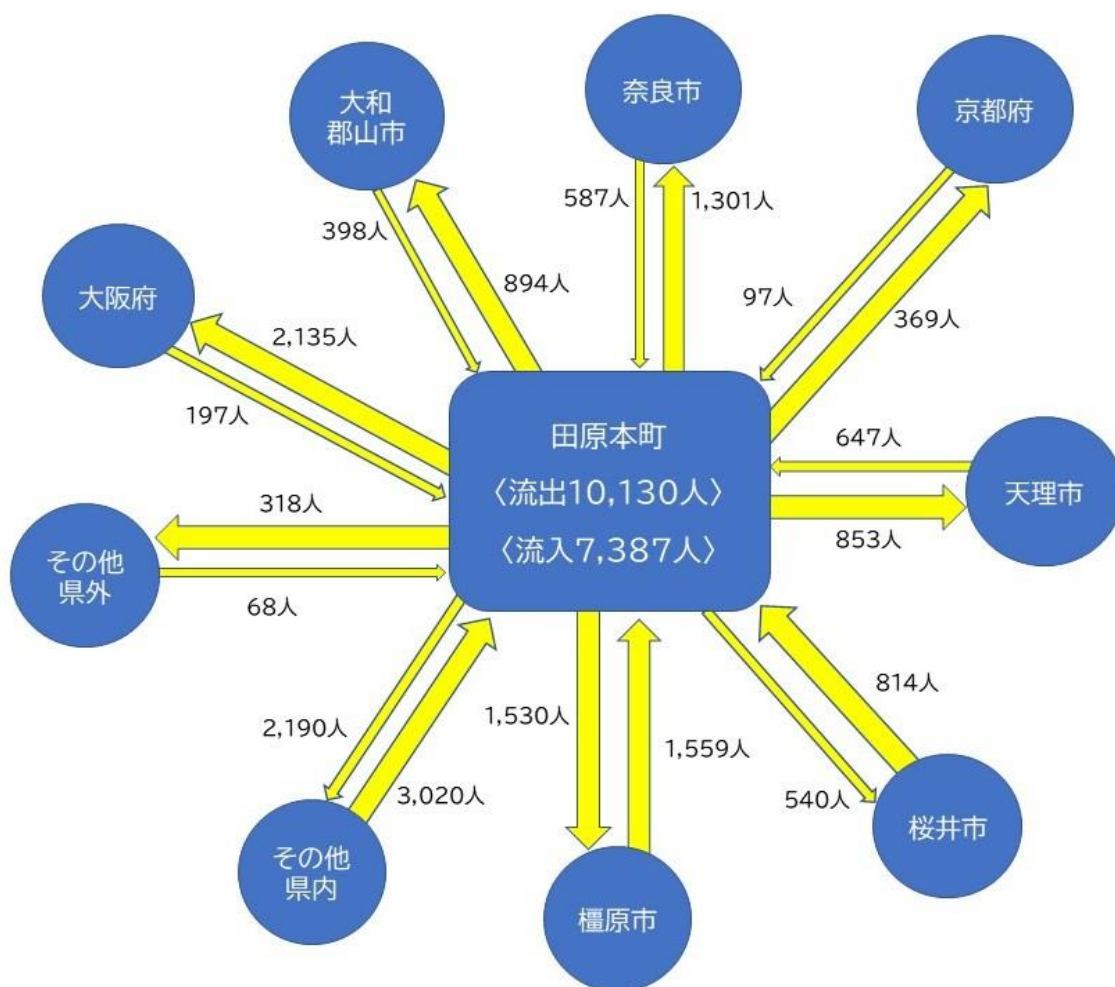 大和
郡山市
奈良市
京都府
398人
894人
587人
1,301人
97人
369人
大阪府
2,135人
197人
田原本町
〈流出10,130人〉
〈流入7,387人〉
647人
853人
天理市
その他
県外
318人
68人
2,190人
3,020人
その他
県内
1,530人
1,559人
橿原市
814人
540人
桜井市